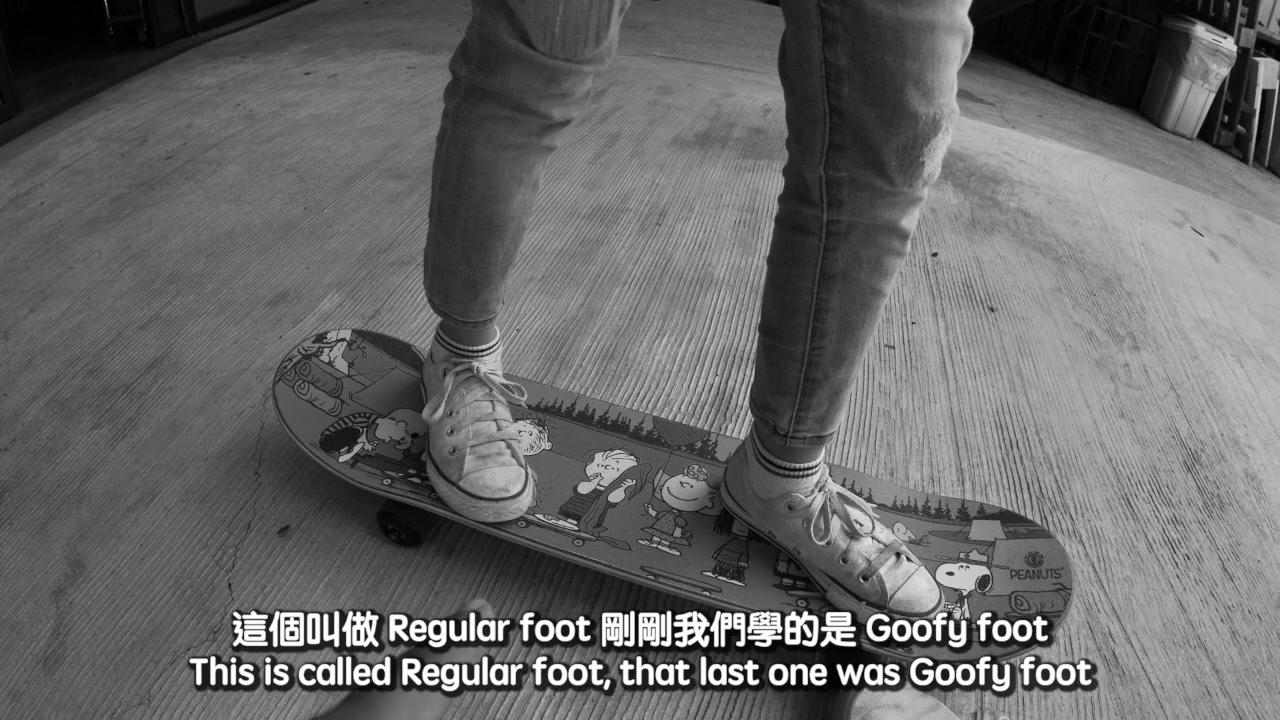 PEANUTS
這個叫做 Regular foot 剛剛我們學的是 Goofy foot
This is called Regular foot, that last one was Goofy foot